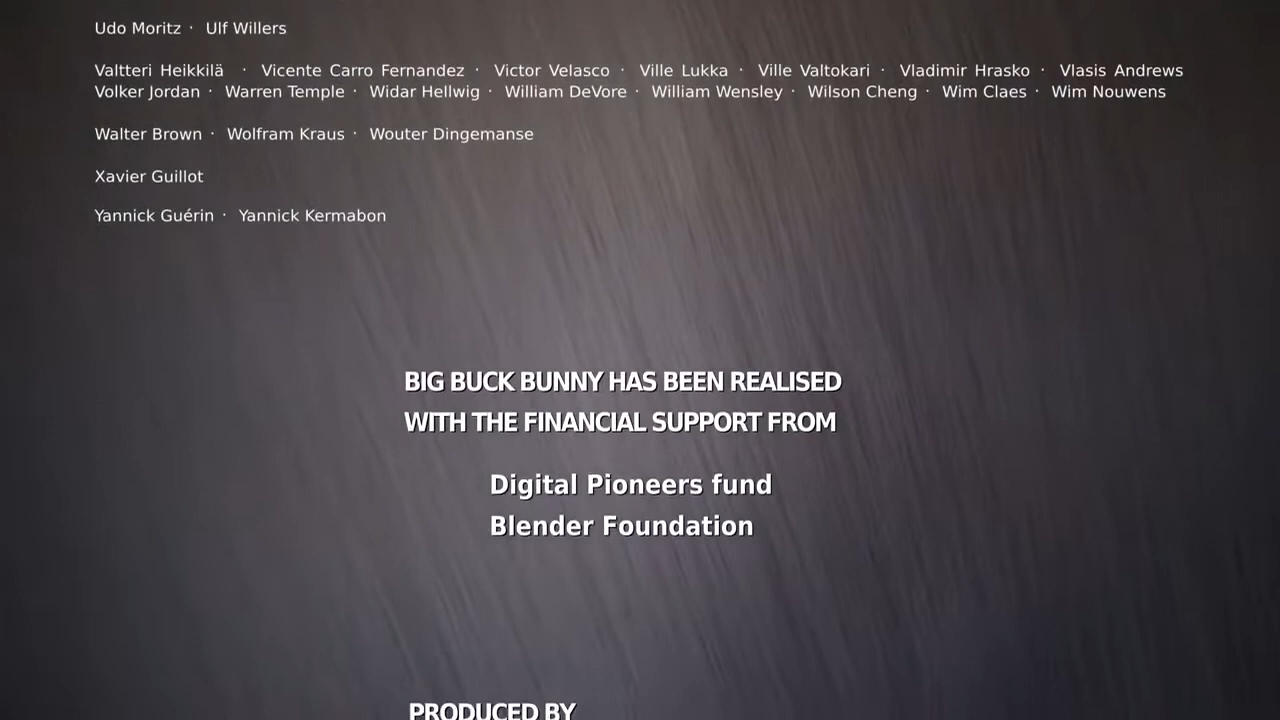 Udo Moritz · Ulf Willers
Valtteri Heikkilä · Vicente Carro Fernandez · Victor Velasco · Ville Lukka · Ville Valtokari · Vladimir Hrasko · Vlasis Andrews
Volker Jordan · Warren Temple · Widar Hellwig · William DeVore · William Wensley · Wilson Cheng · Wim Claes · Wim Nouwens
Walter Brown · Wolfram Kraus · Wouter Dingemanse
Xavier Guillot
Yannick Guérin · Yannick Kermabon
BIG BUCK BUNNY HAS BEEN REALISED
WITH THE FINANCIAL SUPPORT FROM
Digital Pioneers fund
Blender Foundation
PRODUCED BY